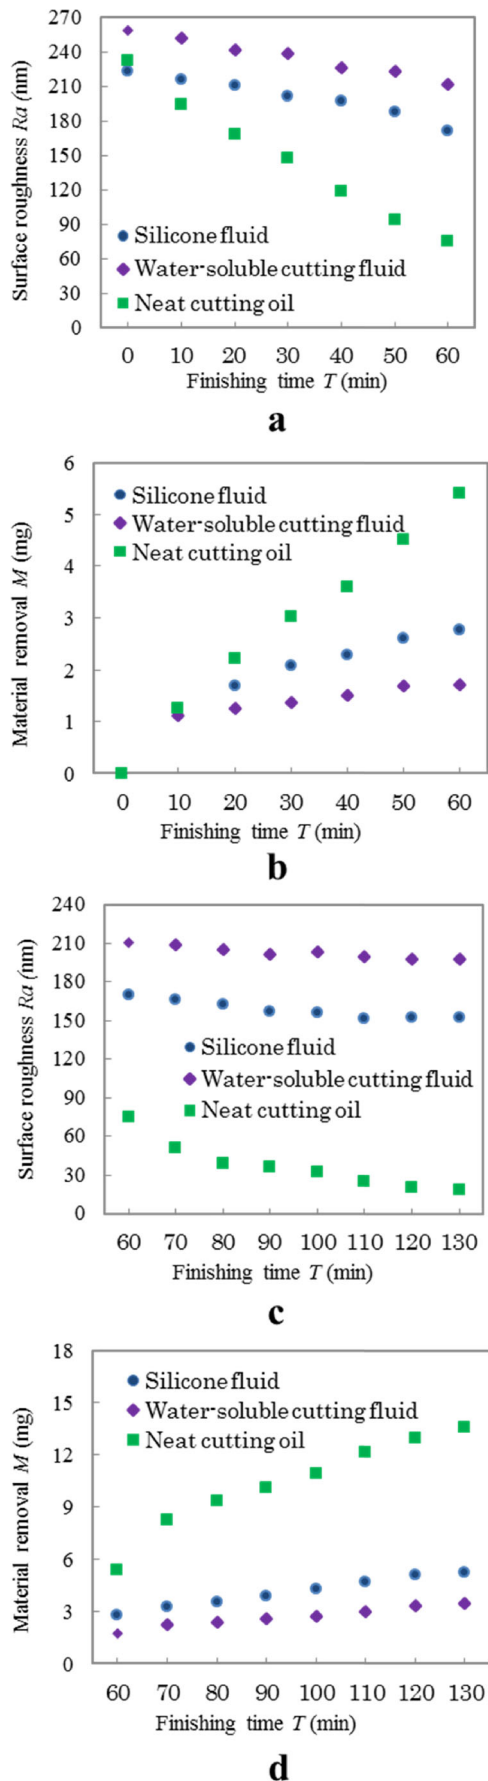 270
240
210
180
150
120
90
60
30
0
Surface roughness Ra (nm)
Silicone fluid
Water-soluble cutting fluid
Neat cutting oil
0 10 20 30 40 50 60
Finishing time T (min)
a
6
5
4
3
2
1
0
Material removal M (mg)
Silicone fluid
Water-soluble cutting fluid
Neat cutting oil
0 10 20 30 40 50 60
Finishing time T (min)
b
240
210
180
150
120
90
60
30
0
Surface roughness Ra (nm)
Silicone fluid
Water-soluble cutting fluid
Neat cutting oil
60 70 80 90 100 110 120 130
Finishing time T (min)
c
18
15
12
9
6
3
0
Material removal M (mg)
Silicone fluid
Water-soluble cutting fluid
Neat cutting oil
60 70 80 90 100 110 120 130
Finishing time T (min)
d